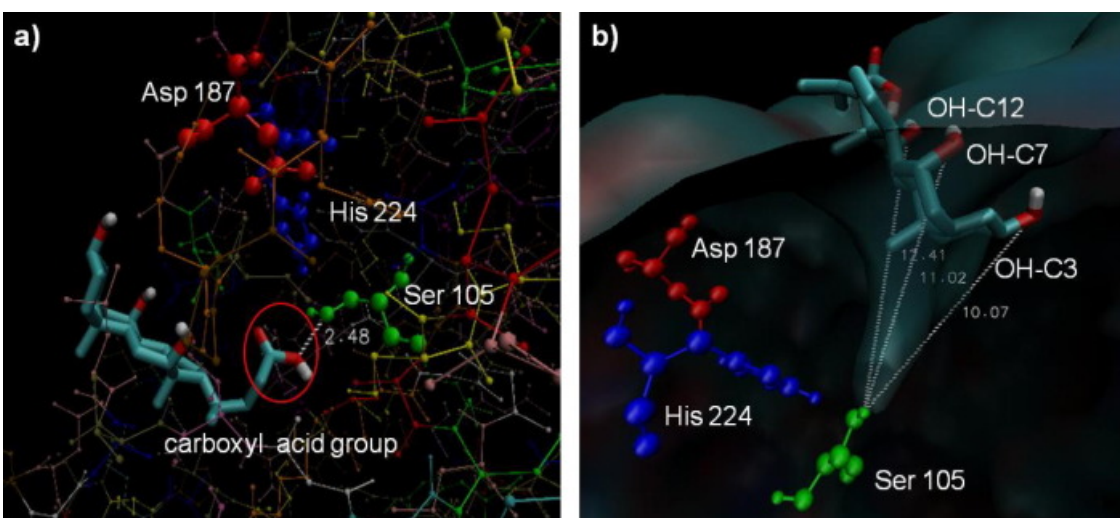 a)
Asp 187
His 224
Ser 105
2.48
carboxyl acid group
b)
OH-C12
OH-C7
Asp 187
12.41
11.02
OH-C3
10.07
His 224
Ser 105